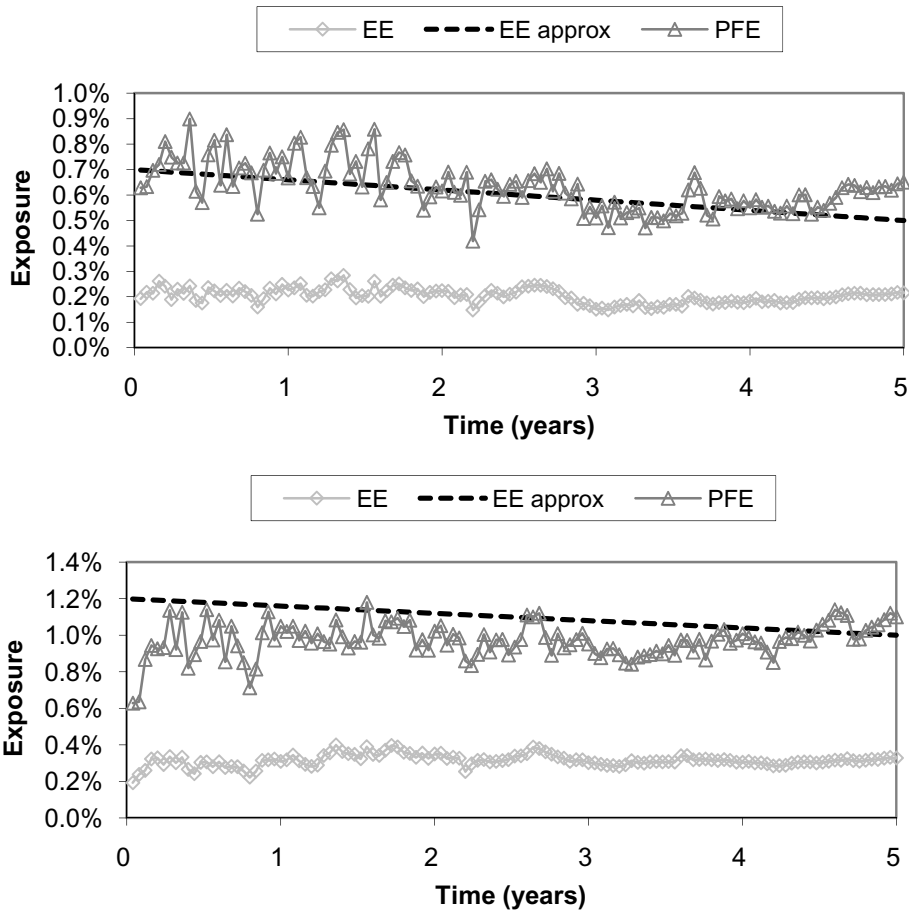 EE EE approx PFE
1.0%
0.9%
0.8%
0.7%
0.6%
0.5%
0.4%
0.3%
0.2%
0.1%
0.0%
Exposure
0 1 2 3 4 5
Time (years)
EE EE approx PFE
1.4%
1.2%
1.0%
0.8%
0.6%
0.4%
0.2%
0.0%
Exposure
0 1 2 3 4 5
Time (years)